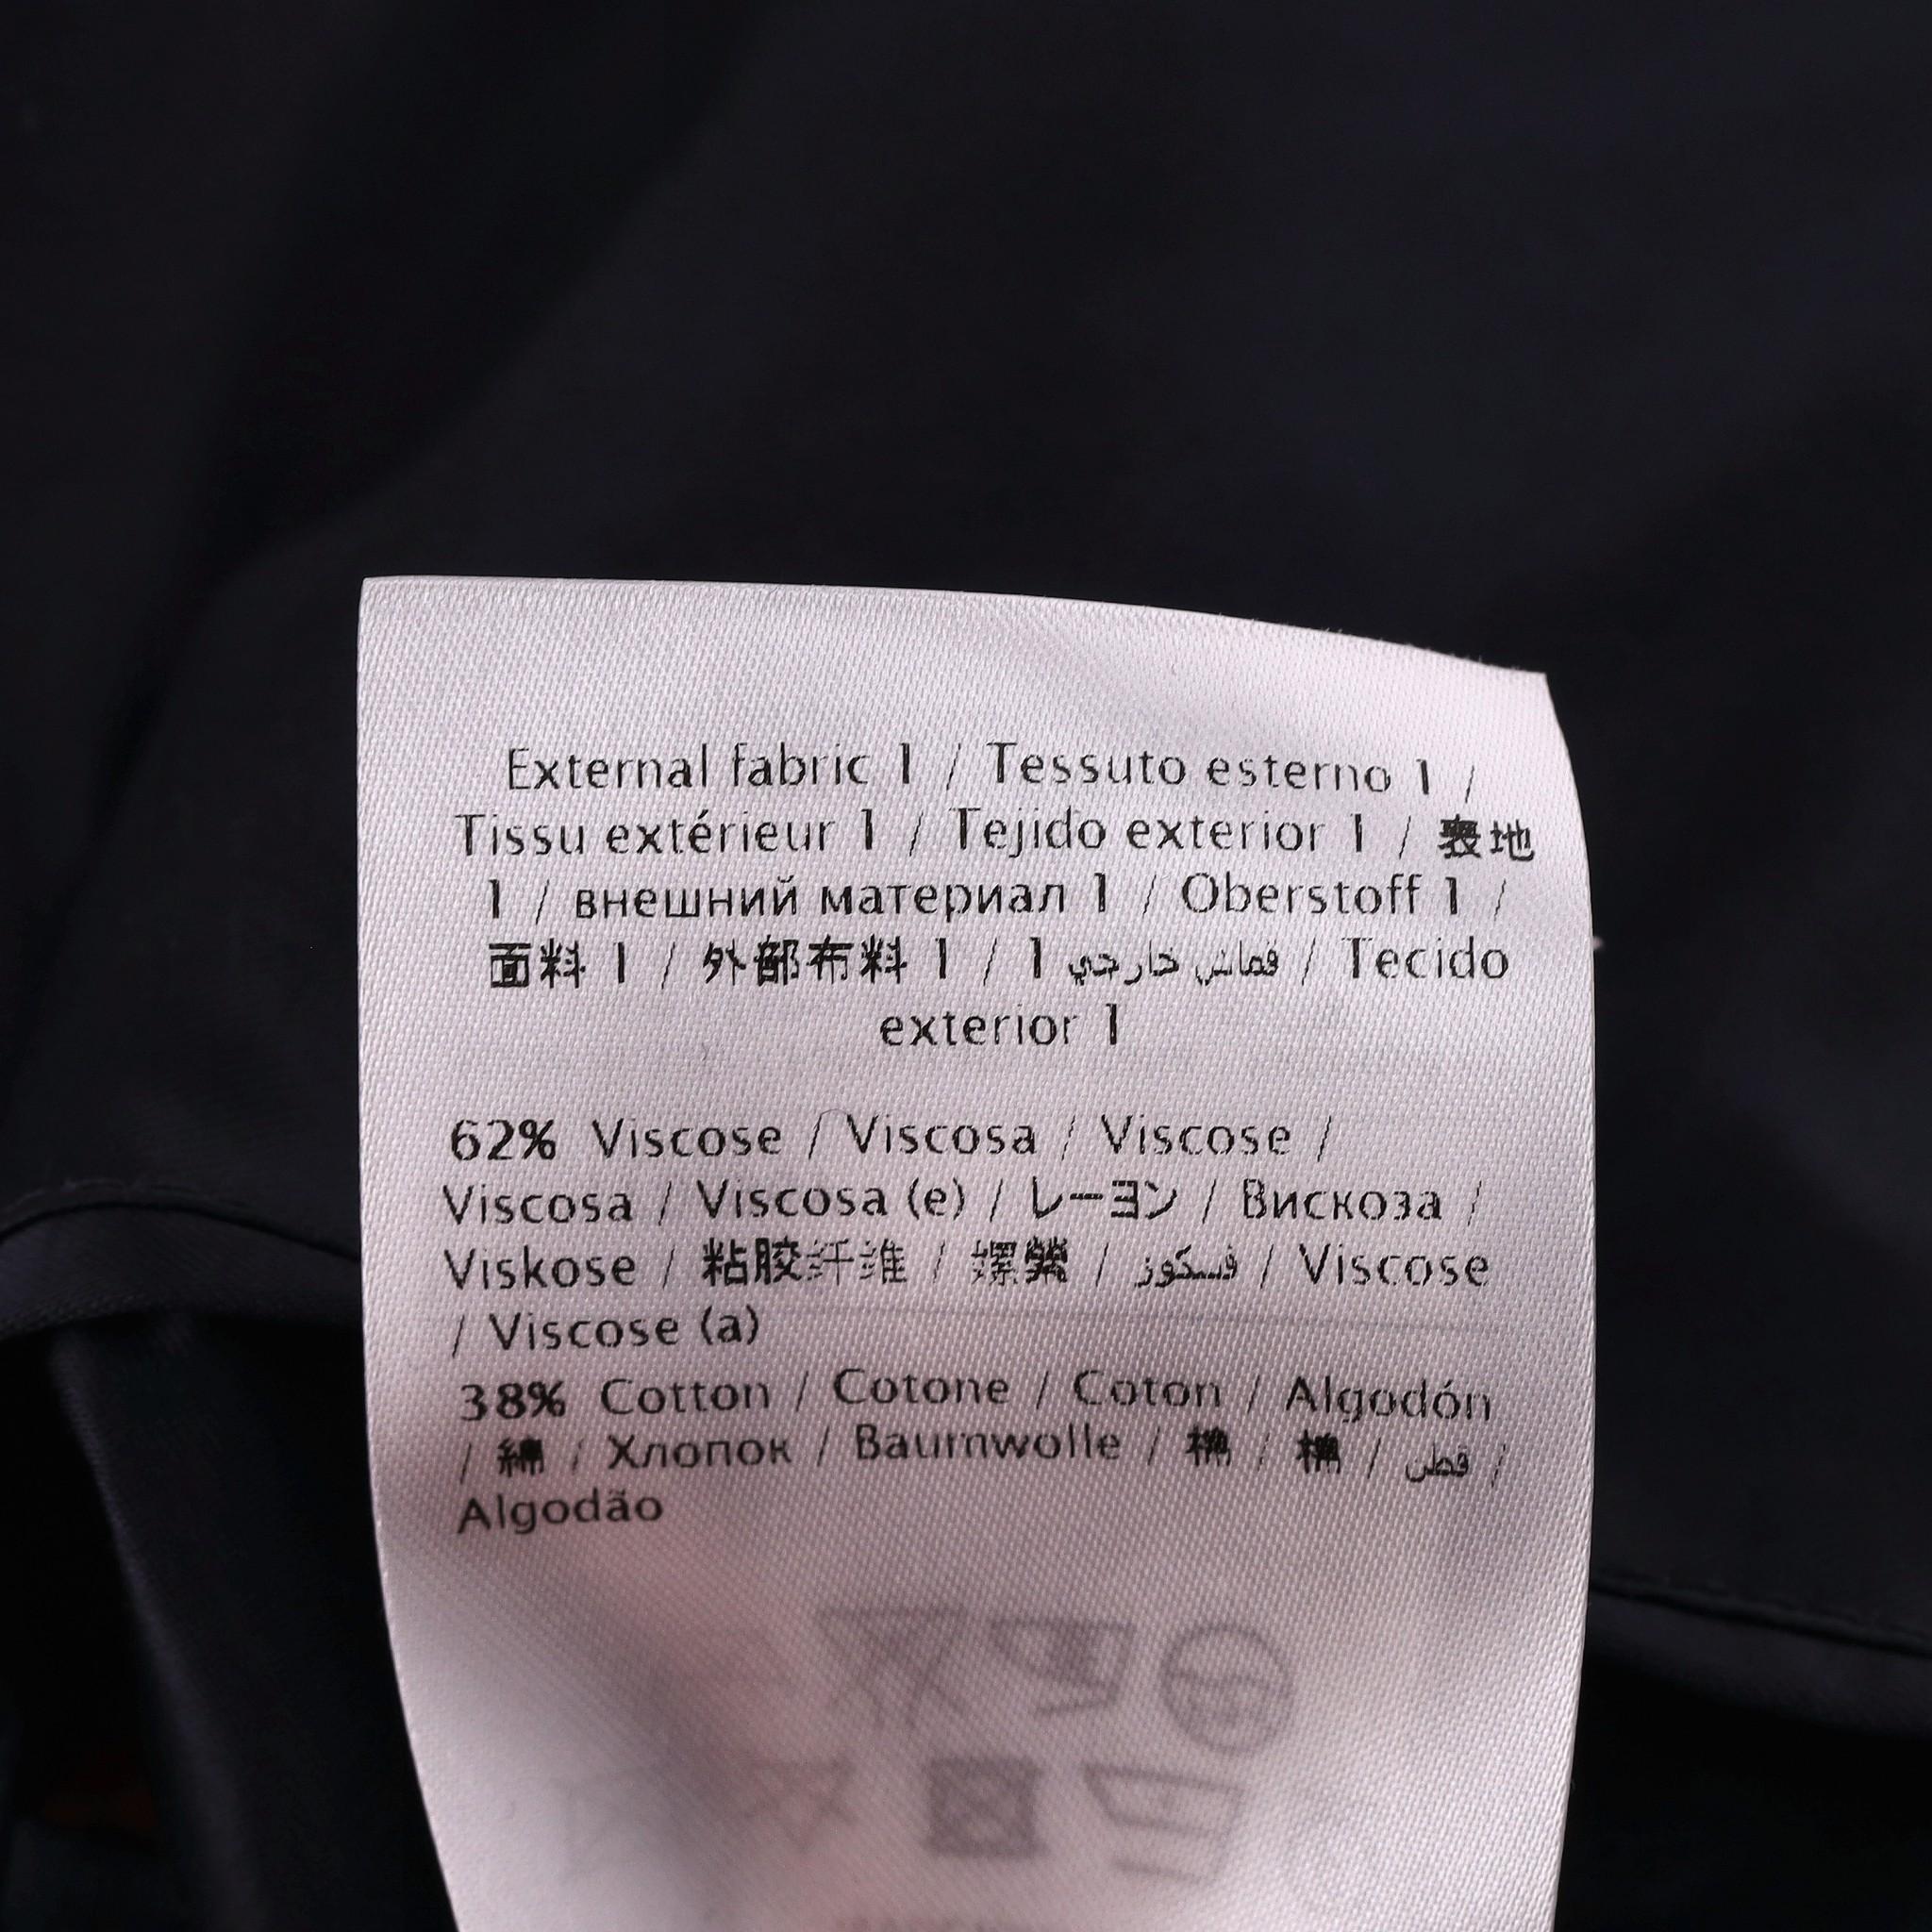 External fabric 1 / Tessuto esterno 1 /
Tissu extérieur 1 / Tejido exterior 1 / 表地
1 / внешний материал 1 / Oberstoff 1 /
面料 1 / 外部布料 1 / 1 قماش خارجي / Tecido
exterior 1
62% Viscose / Viscosa / Viscose /
Viscosa / Viscosa (e) / レーヨン / Вискоза /
Viskose / 粘胶纤维 / 嫘縈 / فسكوز / Viscose
/ Viscose (a)
38% Cotton / Cotone / Coton / Algodón
/ 綿 / Хлопок / Baumwolle / 棉 / 棉 / قطن /
Algodão